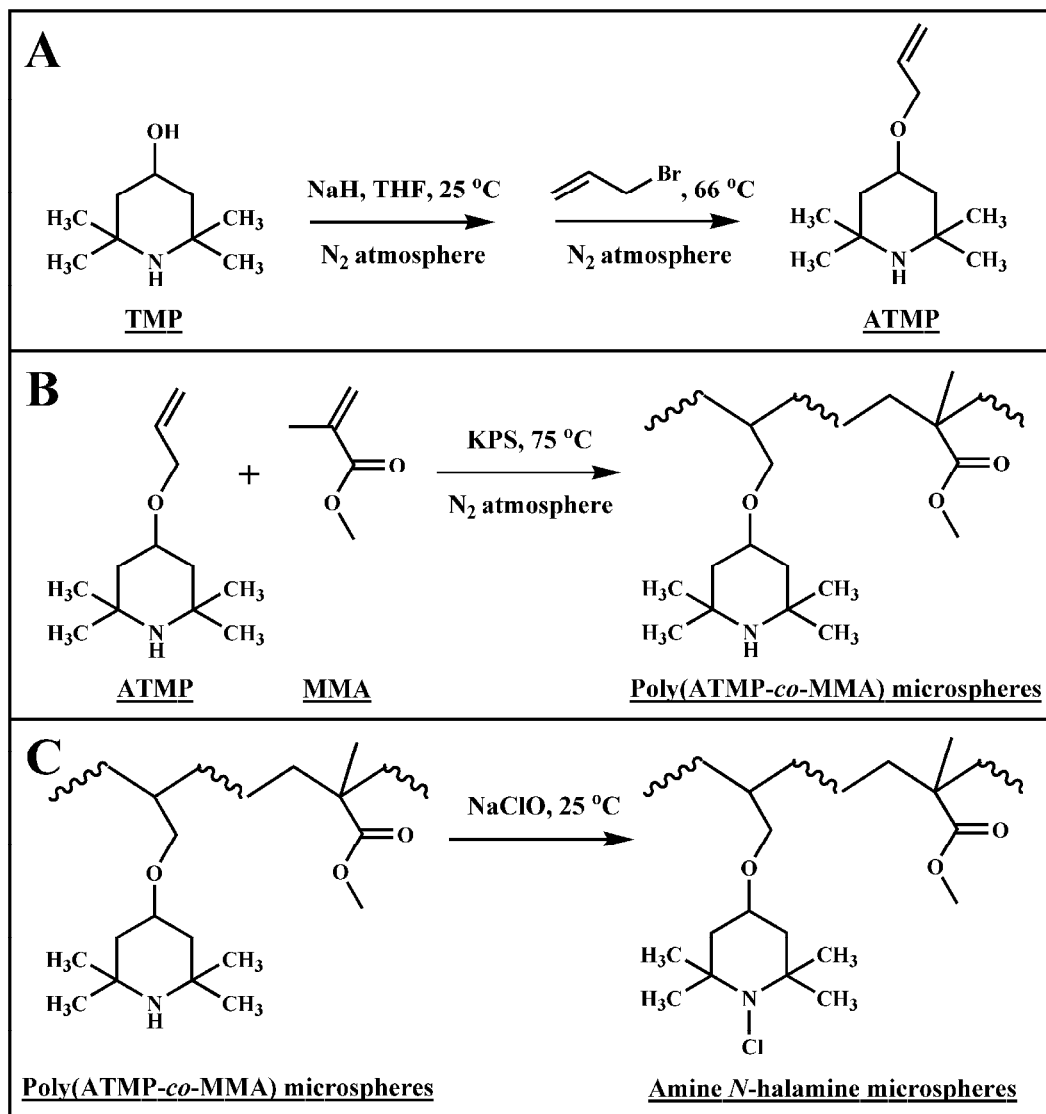 A
OH
NaH, THF, 25 °C
N₂ atmosphere
Br, 66 °C
N₂ atmosphere
H₃C
H₃C
N
H
CH₃
CH₃
TMP
O
H₃C
H₃C
N
H
CH₃
CH₃
ATMP
B
O
H₃C
H₃C
N
H
CH₃
CH₃
ATMP
+
O
O
MMA
KPS, 75 °C
N₂ atmosphere
O
O
O
H₃C
H₃C
N
H
CH₃
CH₃
Poly(ATMP-co-MMA) microspheres
C
O
O
O
H₃C
H₃C
N
H
CH₃
CH₃
Poly(ATMP-co-MMA) microspheres
NaClO, 25 °C
O
O
O
H₃C
H₃C
N
Cl
CH₃
CH₃
Amine N-halamine microspheres